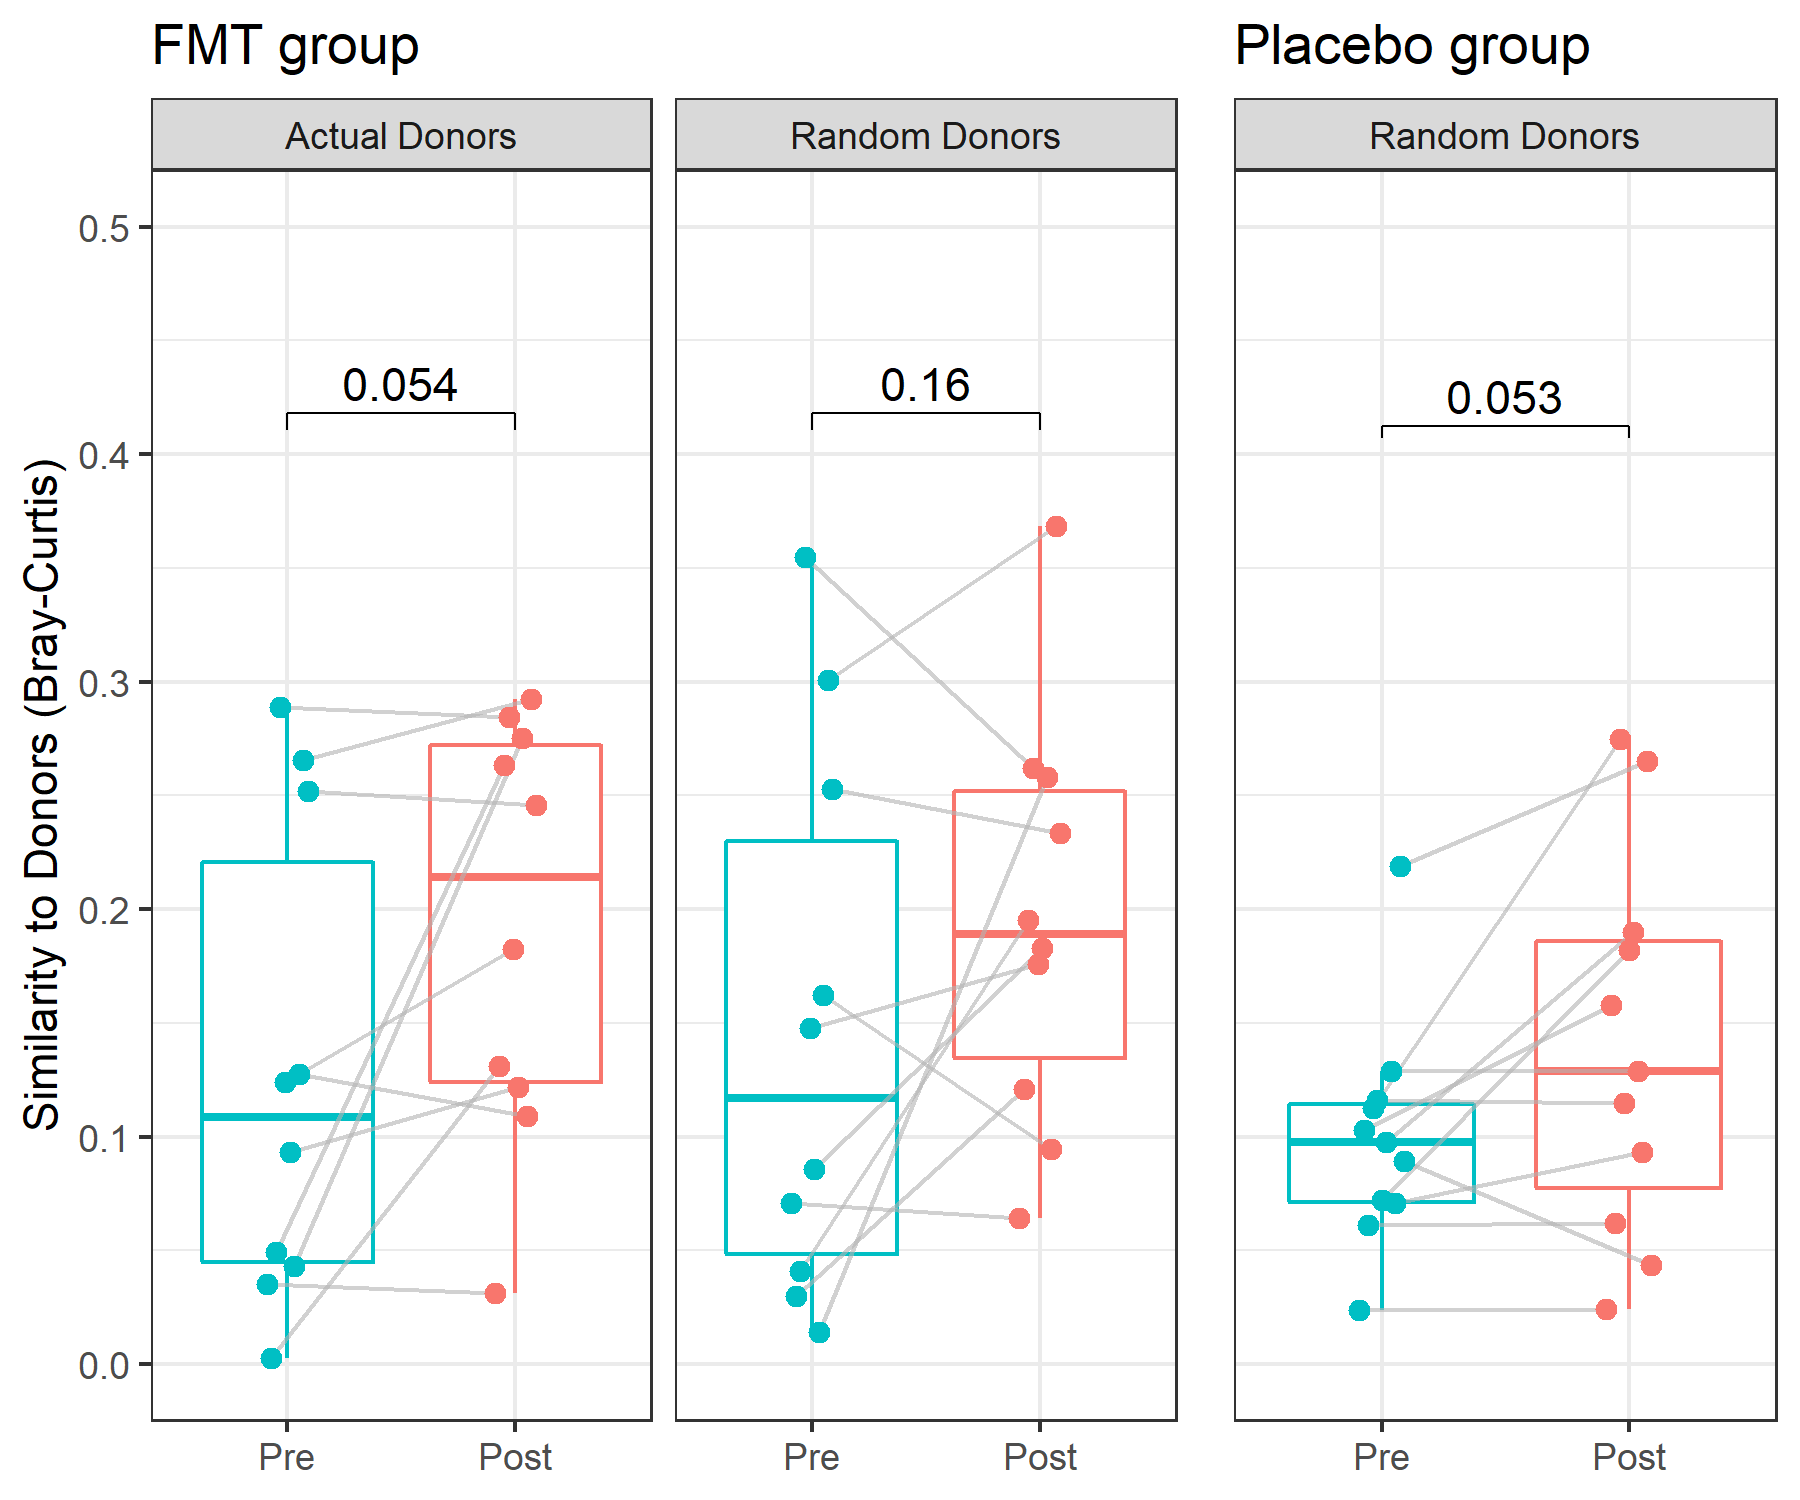 FMT group
Placebo group
Actual Donors
Random Donors
Random Donors
Similarity to Donors (Bray-Curtis)
0.5
0.4
0.3
0.2
0.1
0.0
0.054
0.16
0.053
Pre
Post
Pre
Post
Pre
Post